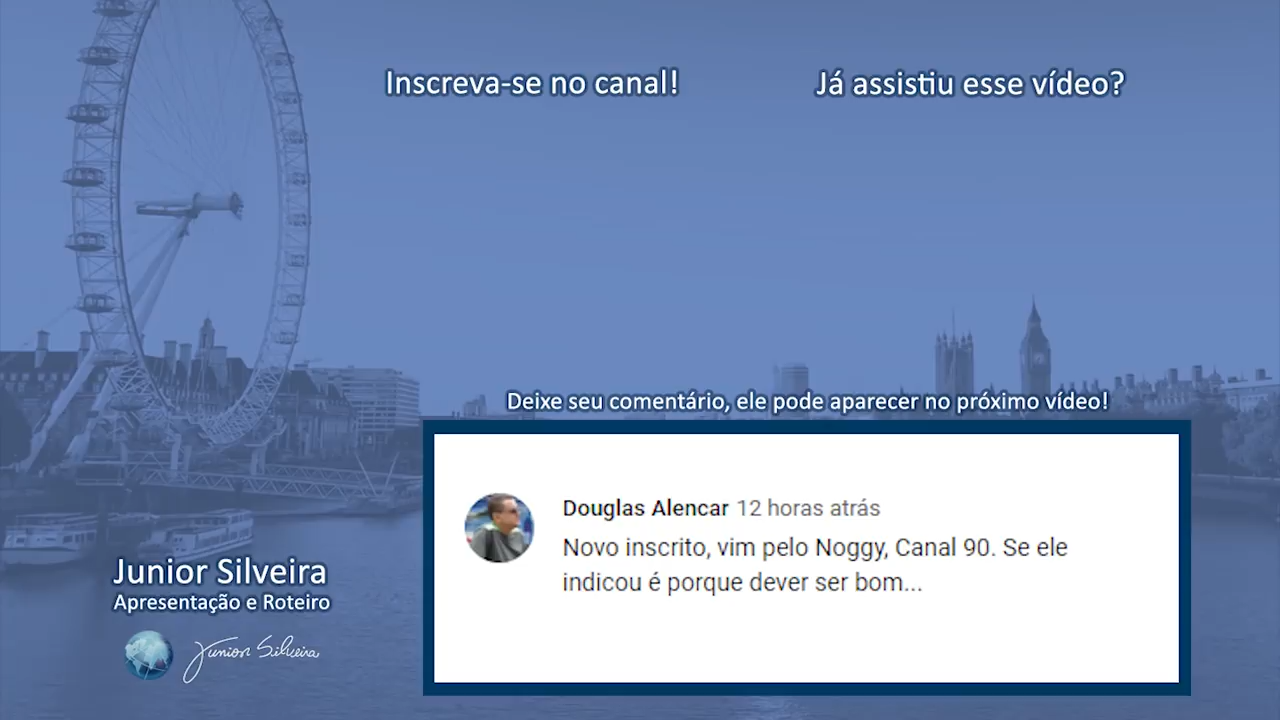 Inscreva-se no canal!
Já assistiu esse vídeo?
Deixe seu comentário, ele pode aparecer no próximo vídeo!
Douglas Alencar 12 horas atrás
Novo inscrito, vim pelo Noggy, Canal 90. Se ele
indicou é porque dever ser bom...
Junior Silveira
Apresentação e Roteiro
Junior Silveira